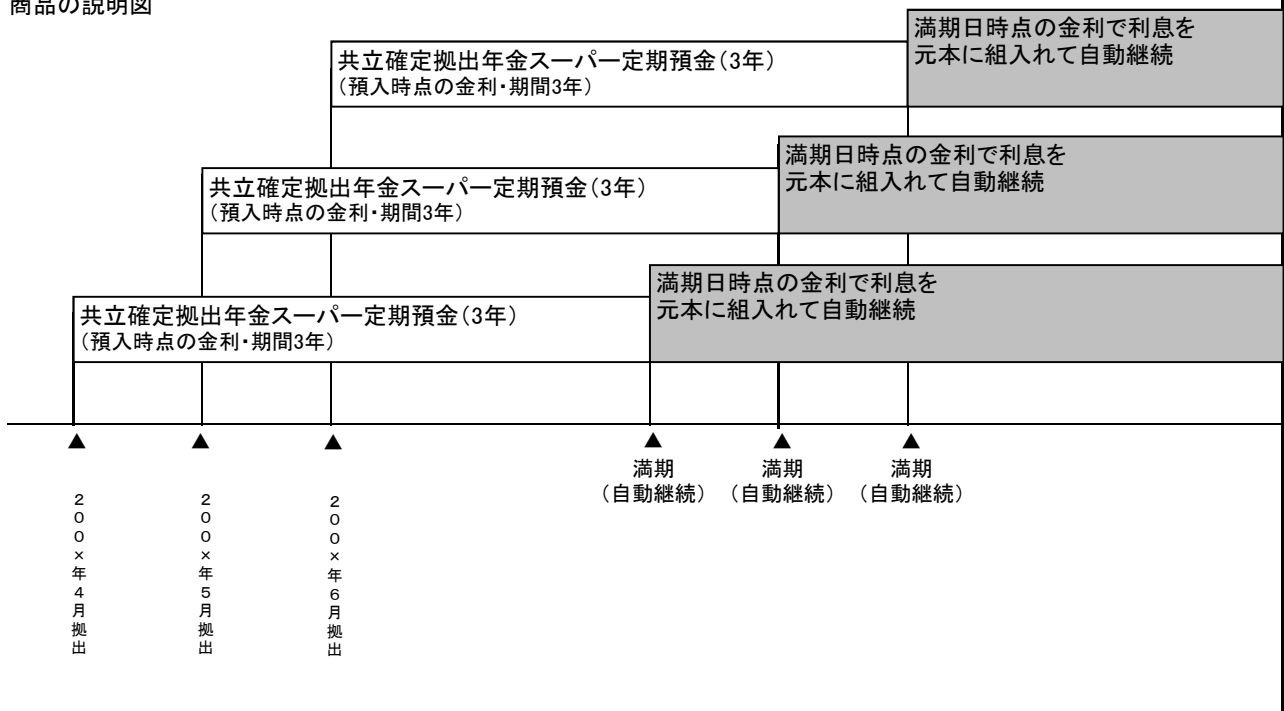 商品の説明図
満期日時点の金利で利息を
元本に組入れて自動継続
共立確定拠出年金スーパー定期預金(3年)
(預入時点の金利・期間3年)
満期日時点の金利で利息を
元本に組入れて自動継続
共立確定拠出年金スーパー定期預金(3年)
(預入時点の金利・期間3年)
満期日時点の金利で利息を
元本に組入れて自動継続
共立確定拠出年金スーパー定期預金(3年)
(預入時点の金利・期間3年)
▲ ▲ ▲ ▲ ▲ ▲
満期 満期 満期
(自動継続) (自動継続) (自動継続)
200×年4月拠出
200×年5月拠出
200×年6月拠出